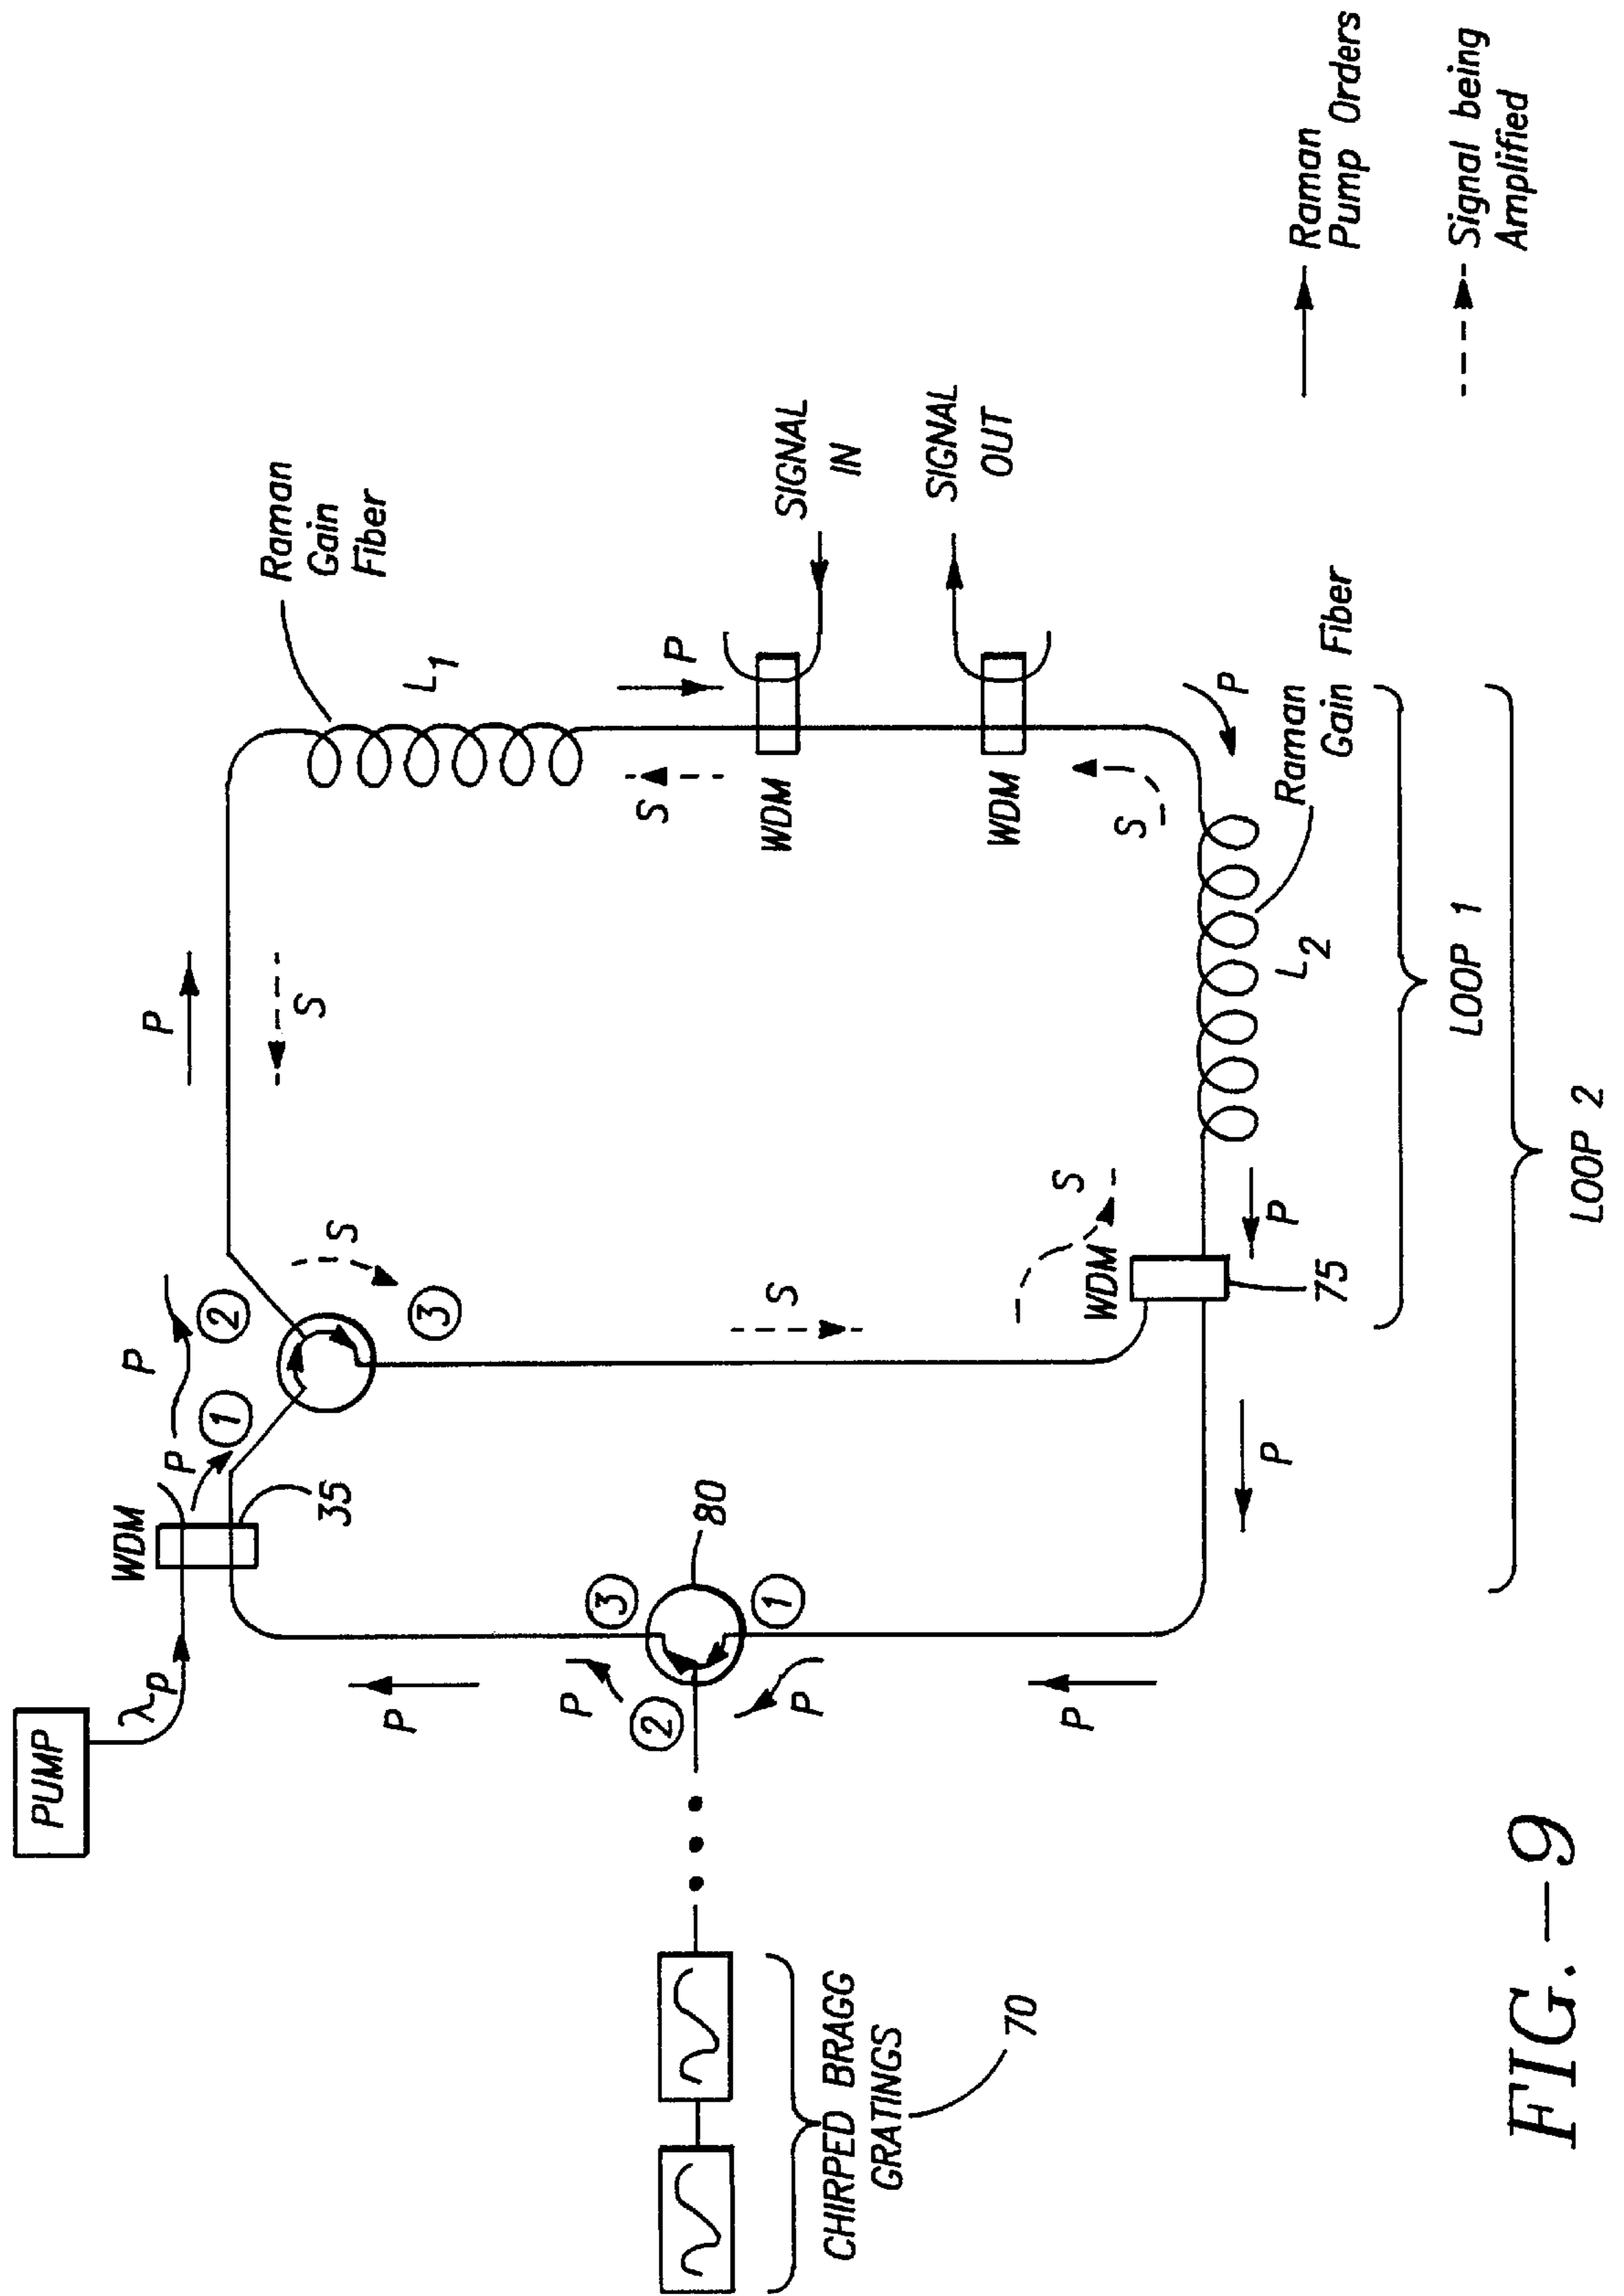 PUMP
λp
WDM
35
P
P
①
②
P
S
S
③
Raman
Gain
Fiber
L1
P
S
WDM
SIGNAL
IN
SIGNAL
OUT
WDM
S
P
Raman
Gain Fiber
L2
S
WDM
S
P
75
P
P
①
80
P
②
P
③
P
CHIRPED BRAGG
GRATINGS
70
LOOP 1
LOOP 2
Raman
Pump Orders
Signal being
Amplified
FIG.-9